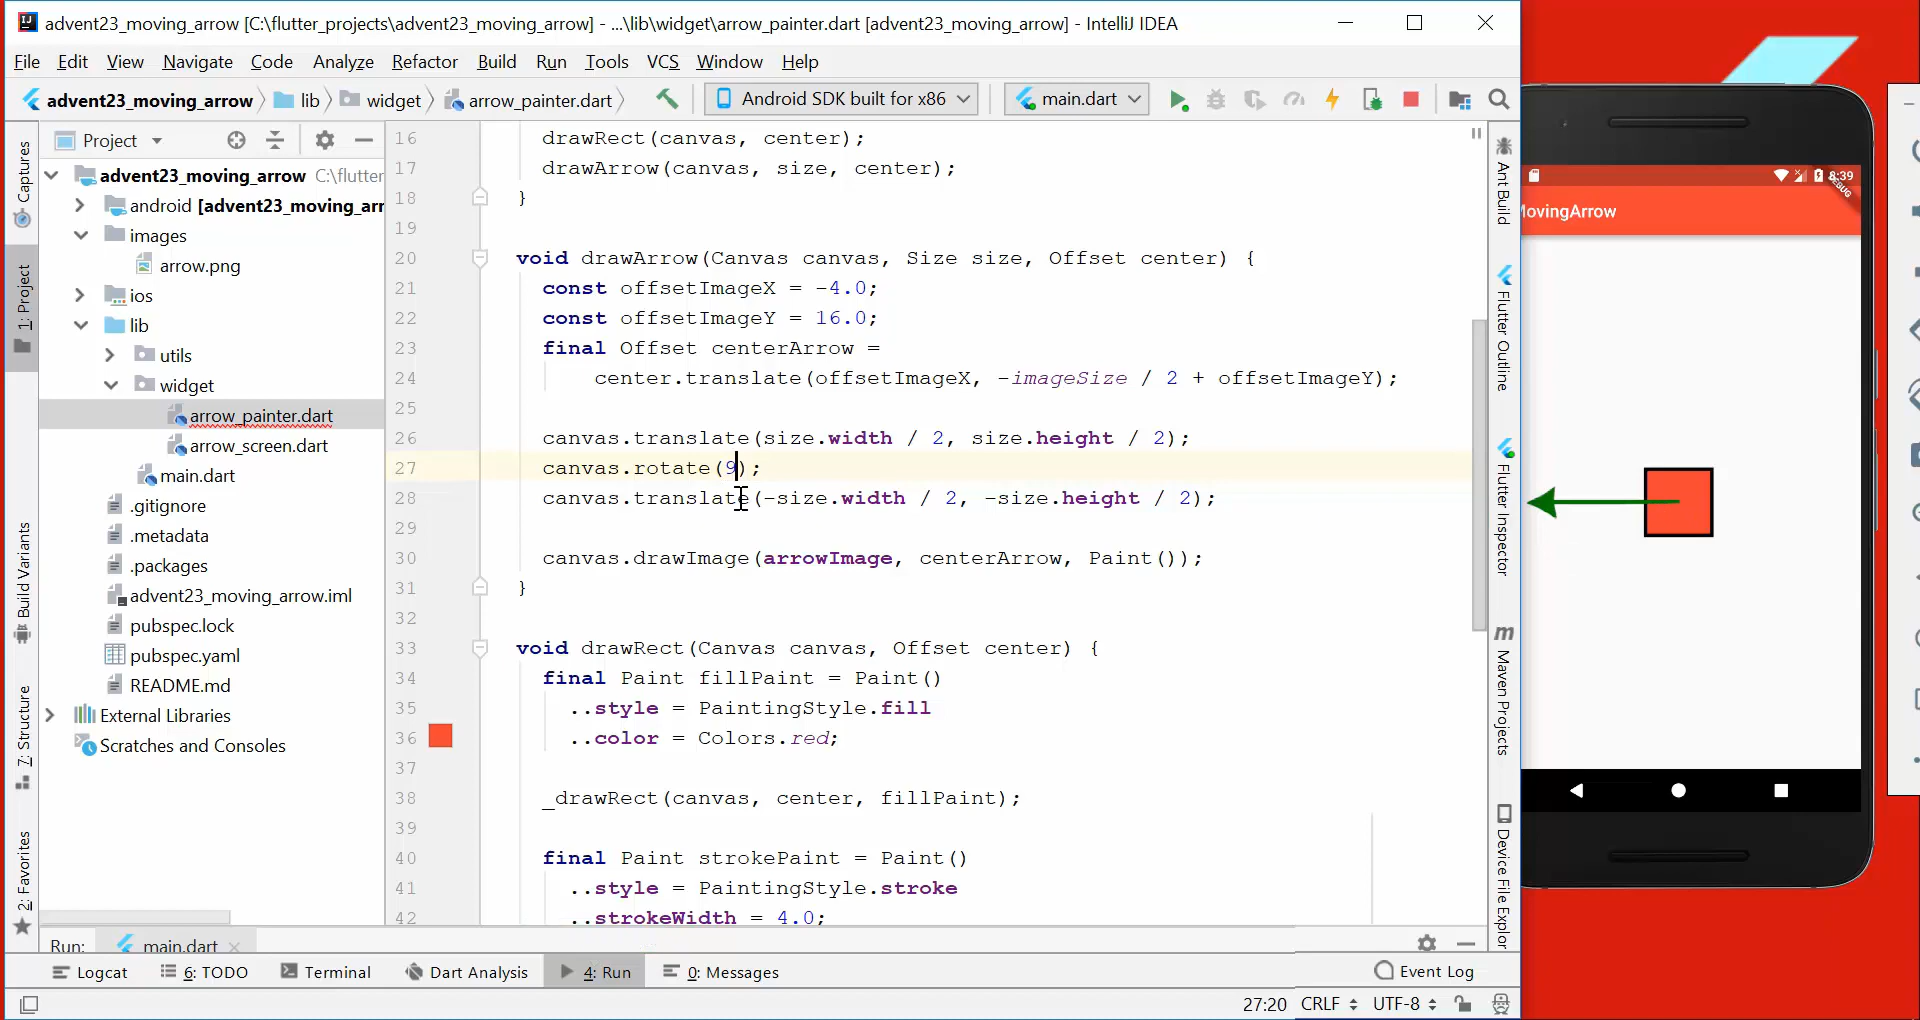 advent23_moving_arrow [C:\flutter_projects\advent23_moving_arrow] - ...\lib\widget\arrow_painter.dart [advent23_moving_arrow] - IntelliJ IDEA
File Edit View Navigate Code Analyze Refactor Build Run Tools VCS Window Help
advent23_moving_arrow lib widget arrow_painter.dart Android SDK built for x86 main.dart
Project
advent23_moving_arrow C:\flutter
android [advent23_moving_arr
images
arrow.png
ios
lib
utils
widget
arrow_painter.dart
arrow_screen.dart
main.dart
.gitignore
.metadata
.packages
advent23_moving_arrow.iml
pubspec.lock
pubspec.yaml
README.md
External Libraries
Scratches and Consoles
Captures
1: Project
Build Variants
7: Structure
2: Favorites
16 drawRect(canvas, center);
17 drawArrow(canvas, size, center);
18 }
19
20 void drawArrow(Canvas canvas, Size size, Offset center) {
21 const offsetImageX = -4.0;
22 const offsetImageY = 16.0;
23 final Offset centerArrow =
24 center.translate(offsetImageX, -imageSize / 2 + offsetImageY);
25
26 canvas.translate(size.width / 2, size.height / 2);
27 canvas.rotate(9);
28 canvas.translate(-size.width / 2, -size.height / 2);
29
30 canvas.drawImage(arrowImage, centerArrow, Paint());
31 }
32
33 void drawRect(Canvas canvas, Offset center) {
34 final Paint fillPaint = Paint()
35 ..style = PaintingStyle.fill
36 ..color = Colors.red;
37
38 _drawRect(canvas, center, fillPaint);
39
40 final Paint strokePaint = Paint()
41 ..style = PaintingStyle.stroke
42 ..strokeWidth = 4.0;
Ant Build
Flutter Outline
Flutter Inspector
Maven Projects
Device File Explor
8:39
DEBUG
MovingArrow
Run: main.dart
Logcat 6: TODO Terminal Dart Analysis 4: Run 0: Messages Event Log
27:20 CRLF UTF-8